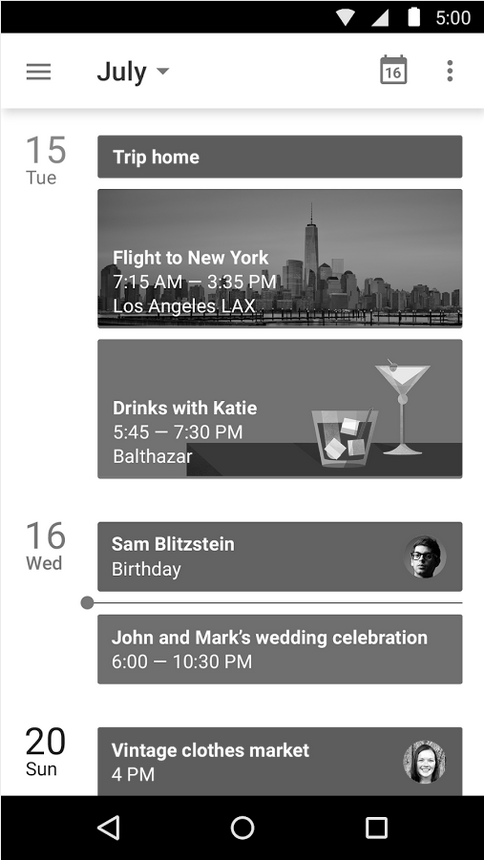 5:00
July
16
15
Tue
Trip home
Flight to New York
7:15 AM — 3:35 PM
Los Angeles LAX
Drinks with Katie
5:45 — 7:30 PM
Balthazar
16
Wed
Sam Blitzstein
Birthday
John and Mark’s wedding celebration
6:00 — 10:30 PM
20
Sun
Vintage clothes market
4 PM